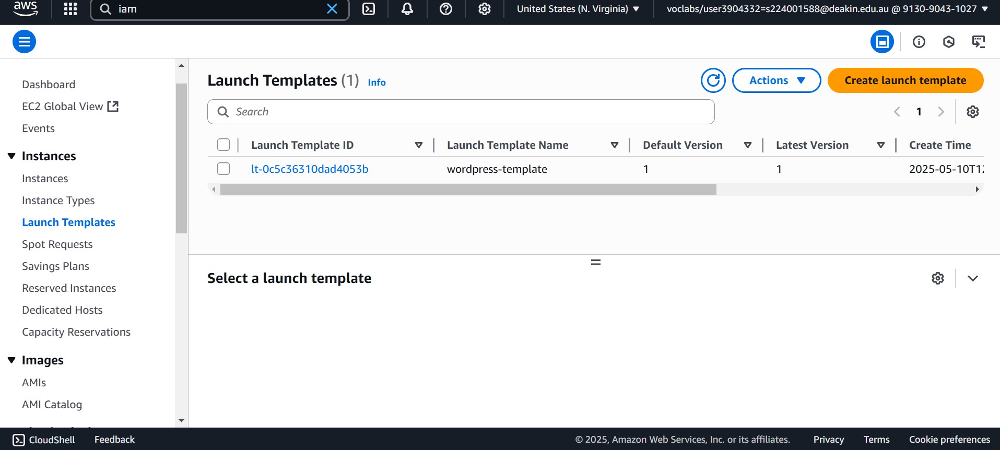 aws
iam
United States (N. Virginia)
voclabs/user3904332=s224001588@deakin.edu.au @ 9130-9043-1027
Dashboard
EC2 Global View
Events
Instances
Instances
Instance Types
Launch Templates
Spot Requests
Savings Plans
Reserved Instances
Dedicated Hosts
Capacity Reservations
Images
AMIs
AMI Catalog
Launch Templates (1) Info
Actions
Create launch template
Search
1
Launch Template ID Launch Template Name Default Version Latest Version Create Time
lt-0c5c36310dad4053b wordpress-template 1 1 2025-05-10T12
Select a launch template
CloudShell Feedback
© 2025, Amazon Web Services, Inc. or its affiliates. Privacy Terms Cookie preferences